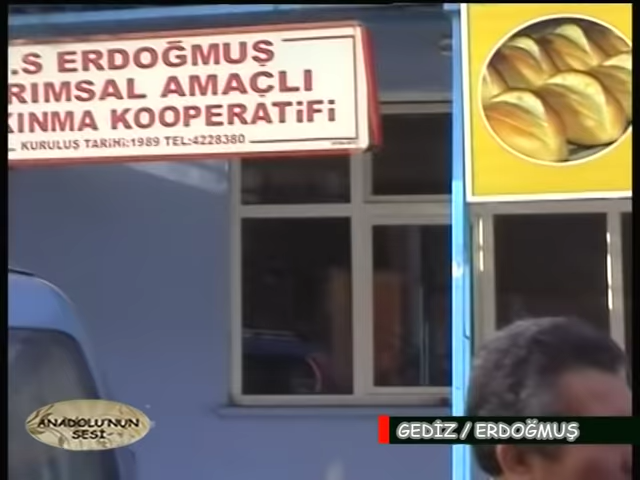 .S ERDOĞMUŞ
RIMSAL AMAÇLI
KINMA KOOPERATİFİ
KURULUŞ TARİHİ:1989 TEL:4228380
ANADOLU'NUN
SESİ
GEDİZ / ERDOĞMUŞ